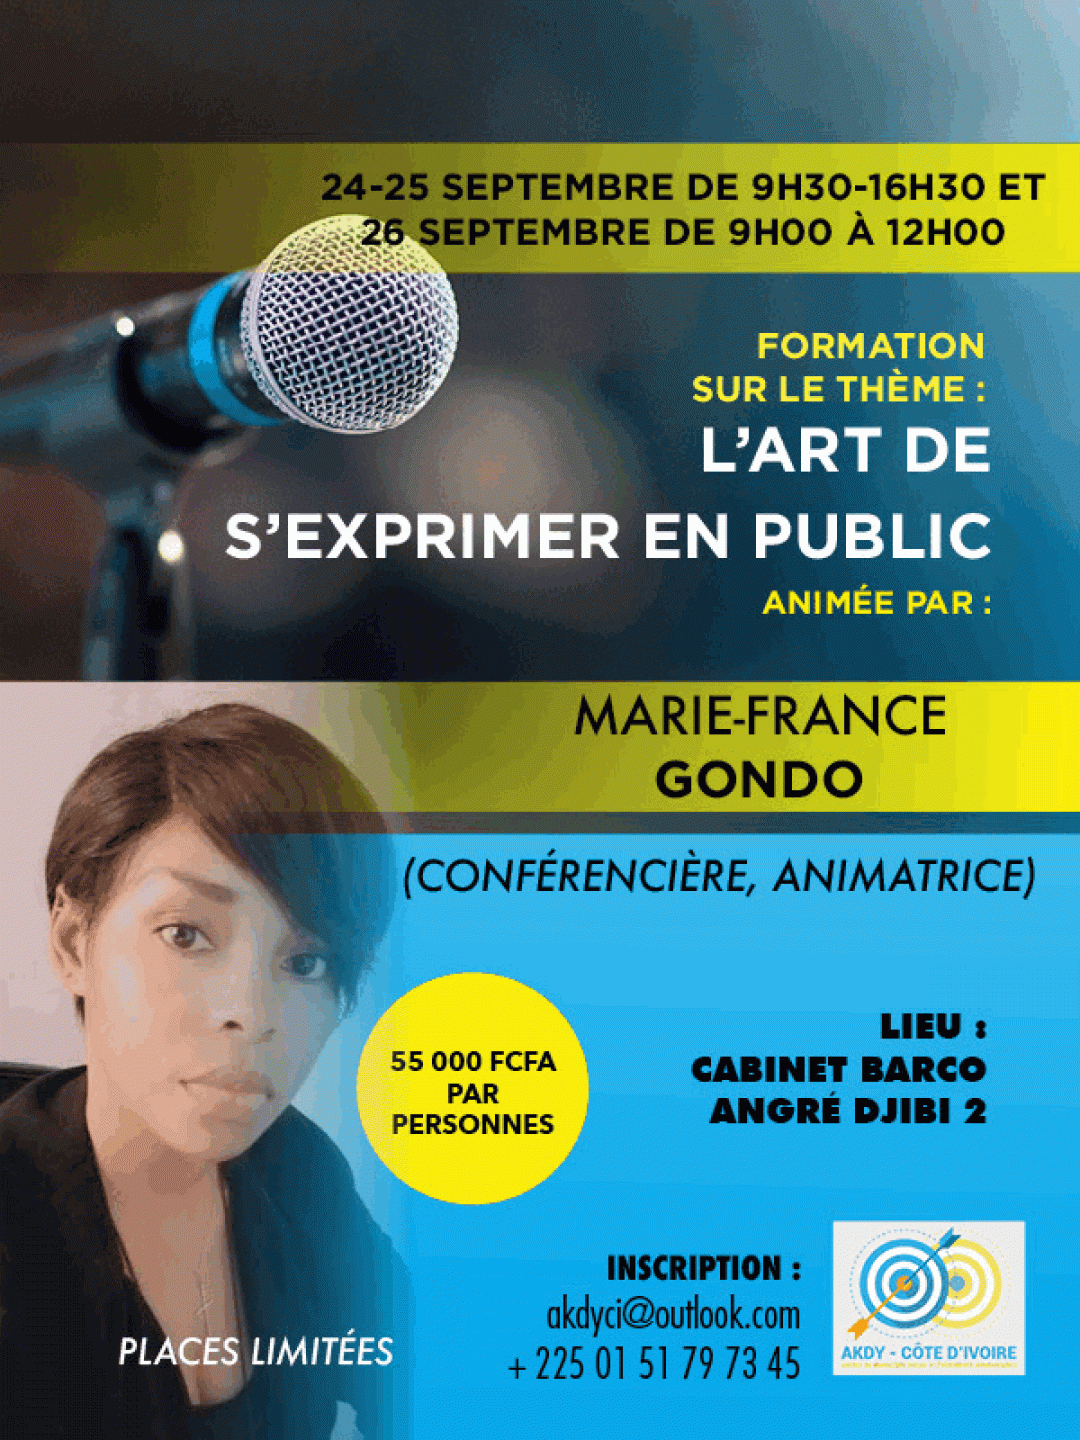 24-25 SEPTEMBRE DE 9H30-16H30 ET
26 SEPTEMBRE DE 9H00 À 12H00
FORMATION
SUR LE THÈME :
L'ART DE
S'EXPRIMER EN PUBLIC
ANIMÉE PAR :
MARIE-FRANCE
GONDO
(CONFÉRENCIÈRE, ANIMATRICE)
55 000 FCFA
PAR
PERSONNES
LIEU :
CABINET BARCO
ANGRÉ DJIBI 2
INSCRIPTION :
akdyci@outlook.com
+ 225 01 51 79 73 45
PLACES LIMITÉES
AKDY - CÔTE D'IVOIRE